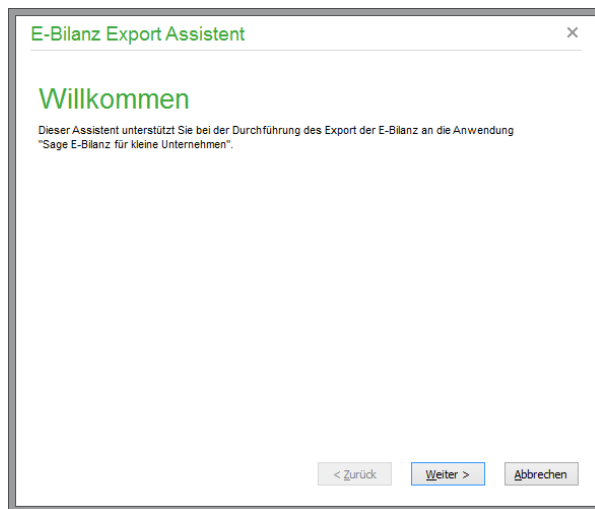 E-Bilanz Export Assistent
Willkommen
Dieser Assistent unterstützt Sie bei der Durchführung des Export der E-Bilanz an die Anwendung
"Sage E-Bilanz für kleine Unternehmen".
< Zurück Weiter > Abbrechen